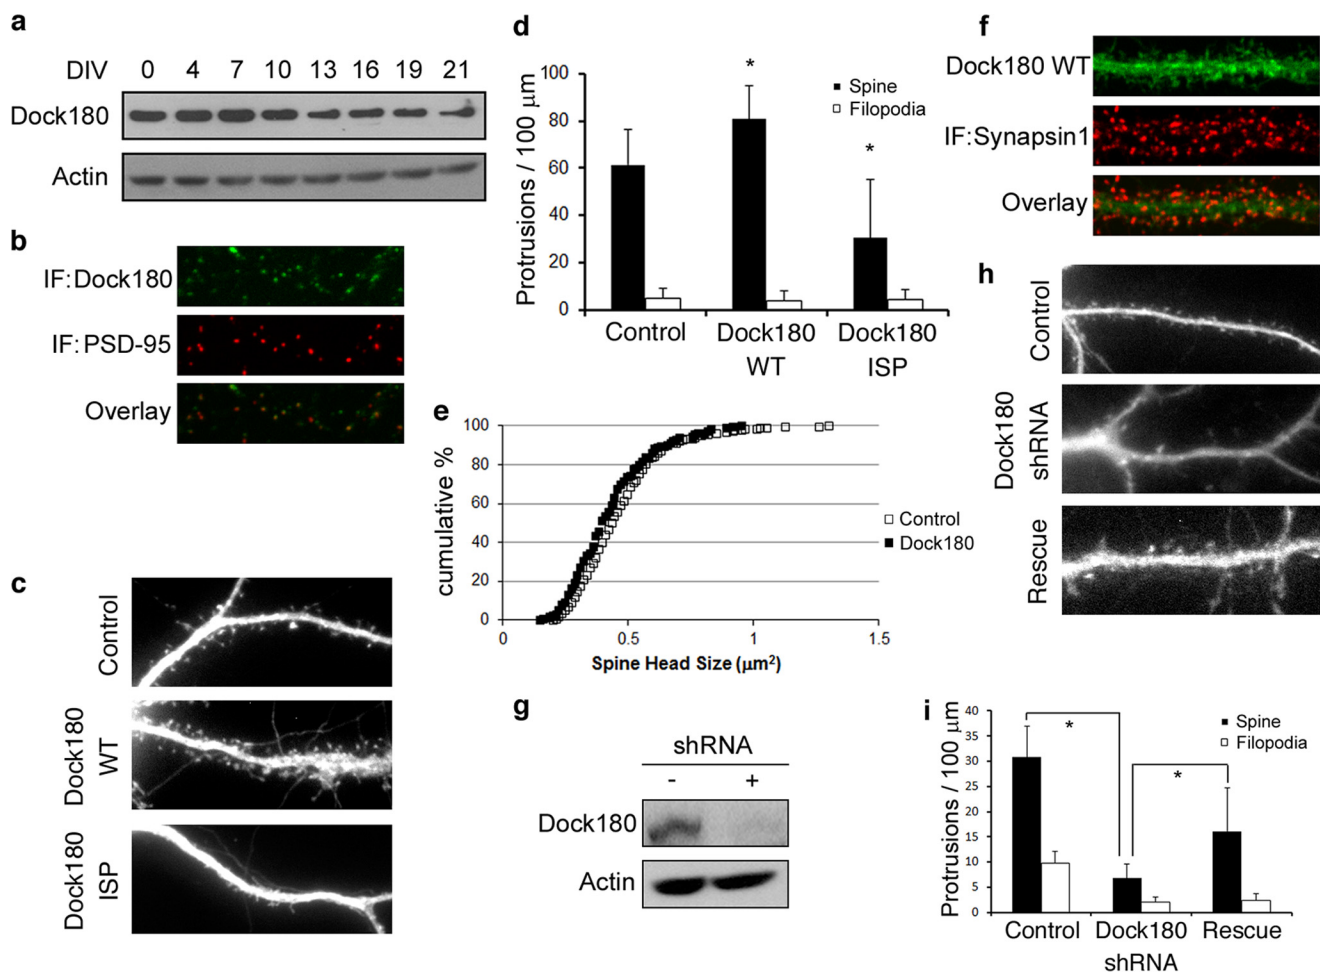 a
DIV 0 4 7 10 13 16 19 21
Dock180
Actin
b
IF:Dock180
IF:PSD-95
Overlay
c
Control
Dock180
WT
Dock180
ISP
d
Protrusions / 100 μm
100
80
60
40
20
0
*
*
Spine
Filopodia
Control
Dock180
WT
Dock180
ISP
e
cumulative %
100
80
60
40
20
0
0 0.5 1 1.5
Spine Head Size (μm²)
Control
Dock180
f
Dock180 WT
IF:Synapsin1
Overlay
g
shRNA
- +
Dock180
Actin
h
Control
Dock180
shRNA
Rescue
i
Protrusions / 100 μm
40
35
30
25
20
15
10
5
0
*
*
Spine
Filopodia
Control
Dock180
shRNA
Rescue